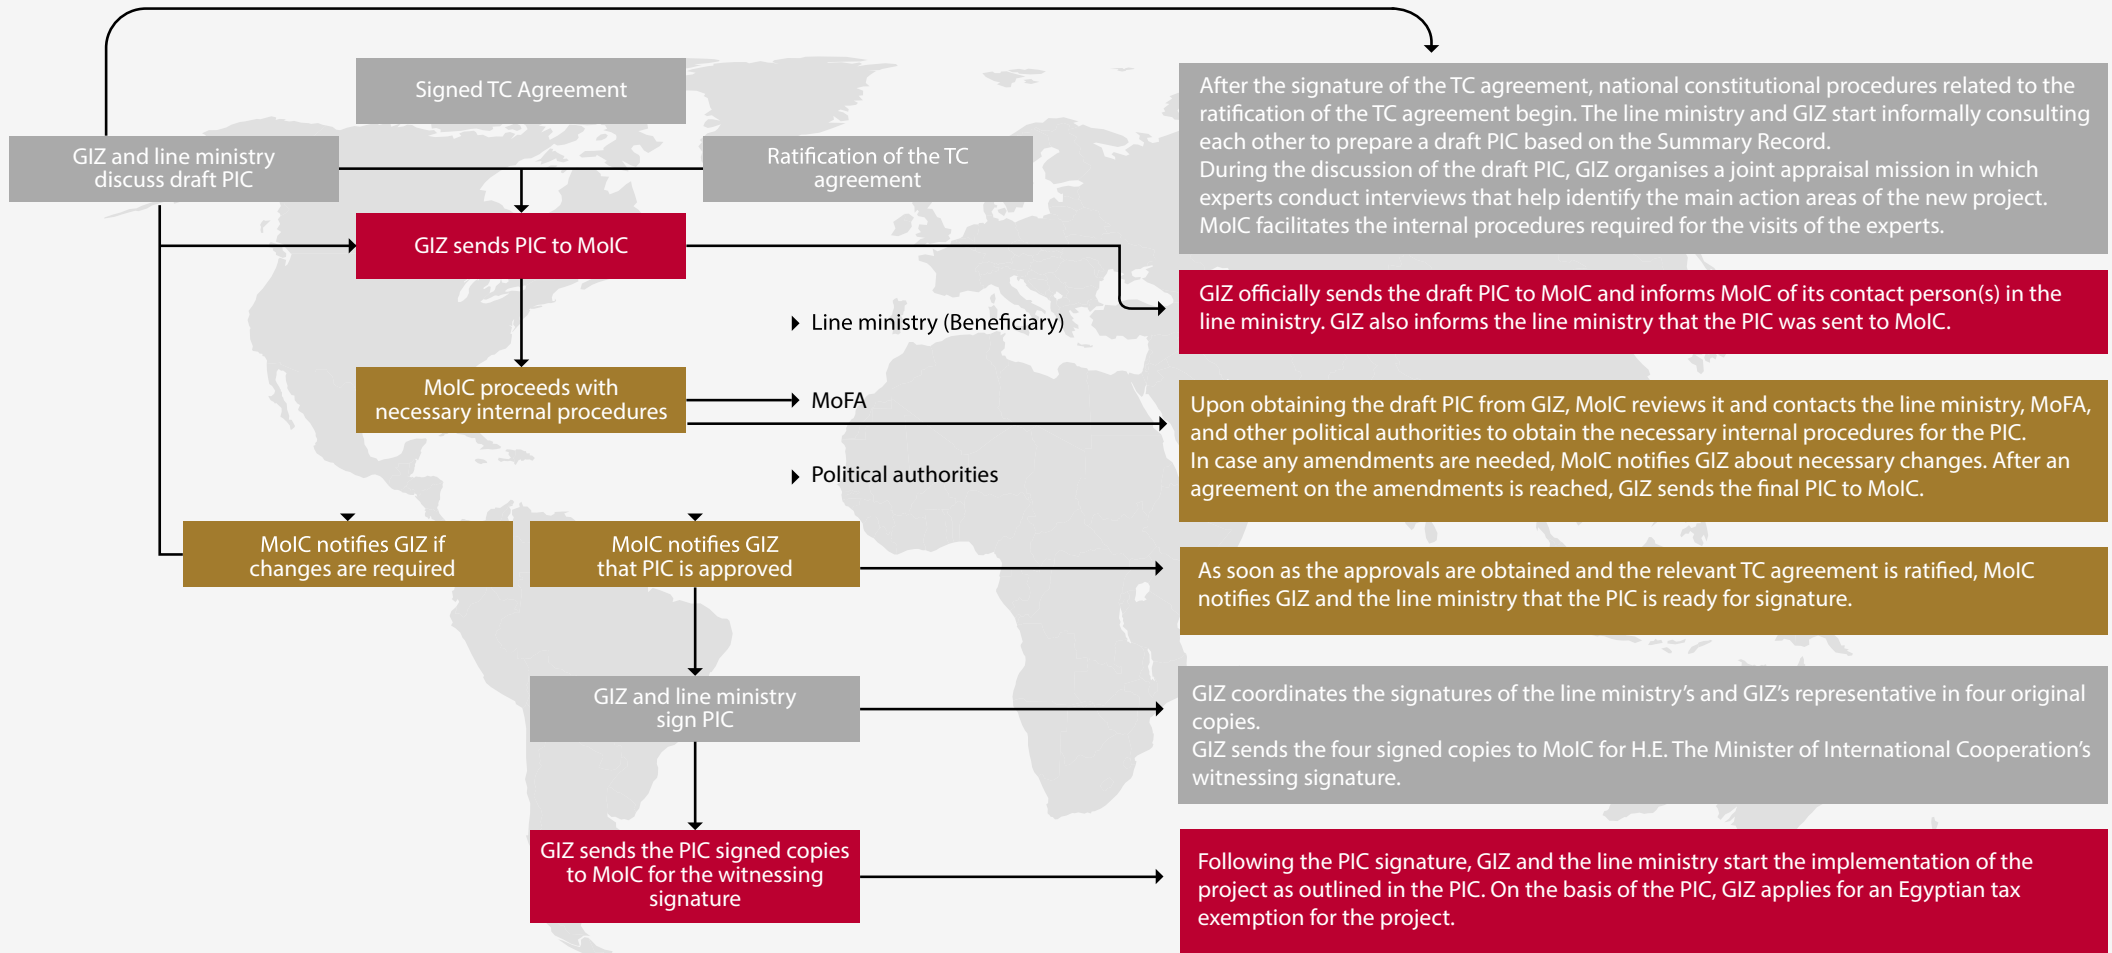 Signed TC Agreement
GIZ and line ministry
discuss draft PIC
Ratification of the TC
agreement
GIZ sends PIC to MoIC
Line ministry (Beneficiary)
MoIC proceeds with
necessary internal procedures
MoFA
Political authorities
MoIC notifies GIZ if
changes are required
MoIC notifies GIZ
that PIC is approved
GIZ and line ministry
sign PIC
GIZ sends the PIC signed copies
to MoIC for the witnessing
signature
After the signature of the TC agreement, national constitutional procedures related to the
ratification of the TC agreement begin. The line ministry and GIZ start informally consulting
each other to prepare a draft PIC based on the Summary Record.
During the discussion of the draft PIC, GIZ organises a joint appraisal mission in which
experts conduct interviews that help identify the main action areas of the new project.
MoIC facilitates the internal procedures required for the visits of the experts.
GIZ officially sends the draft PIC to MoIC and informs MoIC of its contact person(s) in the
line ministry. GIZ also informs the line ministry that the PIC was sent to MoIC.
Upon obtaining the draft PIC from GIZ, MoIC reviews it and contacts the line ministry, MoFA,
and other political authorities to obtain the necessary internal procedures for the PIC.
In case any amendments are needed, MoIC notifies GIZ about necessary changes. After an
agreement on the amendments is reached, GIZ sends the final PIC to MoIC.
As soon as the approvals are obtained and the relevant TC agreement is ratified, MoIC
notifies GIZ and the line ministry that the PIC is ready for signature.
GIZ coordinates the signatures of the line ministry's and GIZ's representative in four original
copies.
GIZ sends the four signed copies to MoIC for H.E. The Minister of International Cooperation's
witnessing signature.
Following the PIC signature, GIZ and the line ministry start the implementation of the
project as outlined in the PIC. On the basis of the PIC, GIZ applies for an Egyptian tax
exemption for the project.